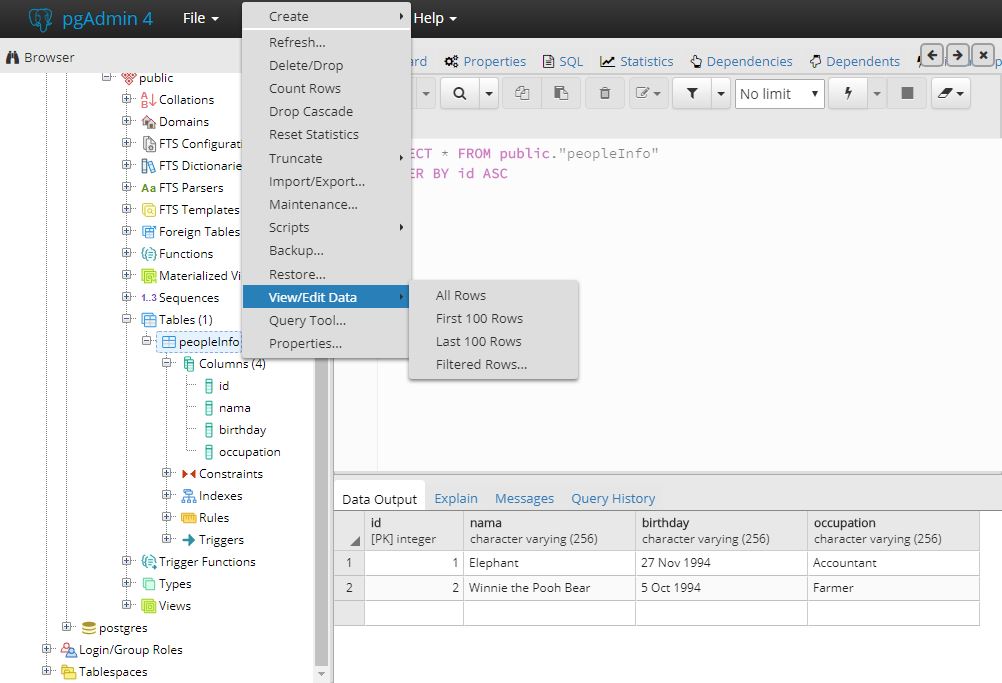 pgAdmin 4
File
Help
Create
Refresh...
Delete/Drop
Count Rows
Drop Cascade
Reset Statistics
Truncate
Import/Export...
Maintenance...
Scripts
Backup...
Restore...
View/Edit Data
Query Tool...
Properties...
All Rows
First 100 Rows
Last 100 Rows
Filtered Rows...
Browser
public
Collations
Domains
FTS Configurati
FTS Dictionarie
FTS Parsers
FTS Templates
Foreign Tables
Functions
Materialized Vi
1..3 Sequences
Tables (1)
peopleInfo
Columns (4)
id
nama
birthday
occupation
Constraints
Indexes
Rules
Triggers
Trigger Functions
Types
Views
postgres
Login/Group Roles
Tablespaces
ard Properties SQL Statistics Dependencies Dependents
No limit
ECT * FROM public."peopleInfo"
ER BY id ASC
Data Output Explain Messages Query History
id nama birthday occupation
[PK] integer character varying (256) character varying (256) character varying (256)
1 1 Elephant 27 Nov 1994 Accountant
2 2 Winnie the Pooh Bear 5 Oct 1994 Farmer